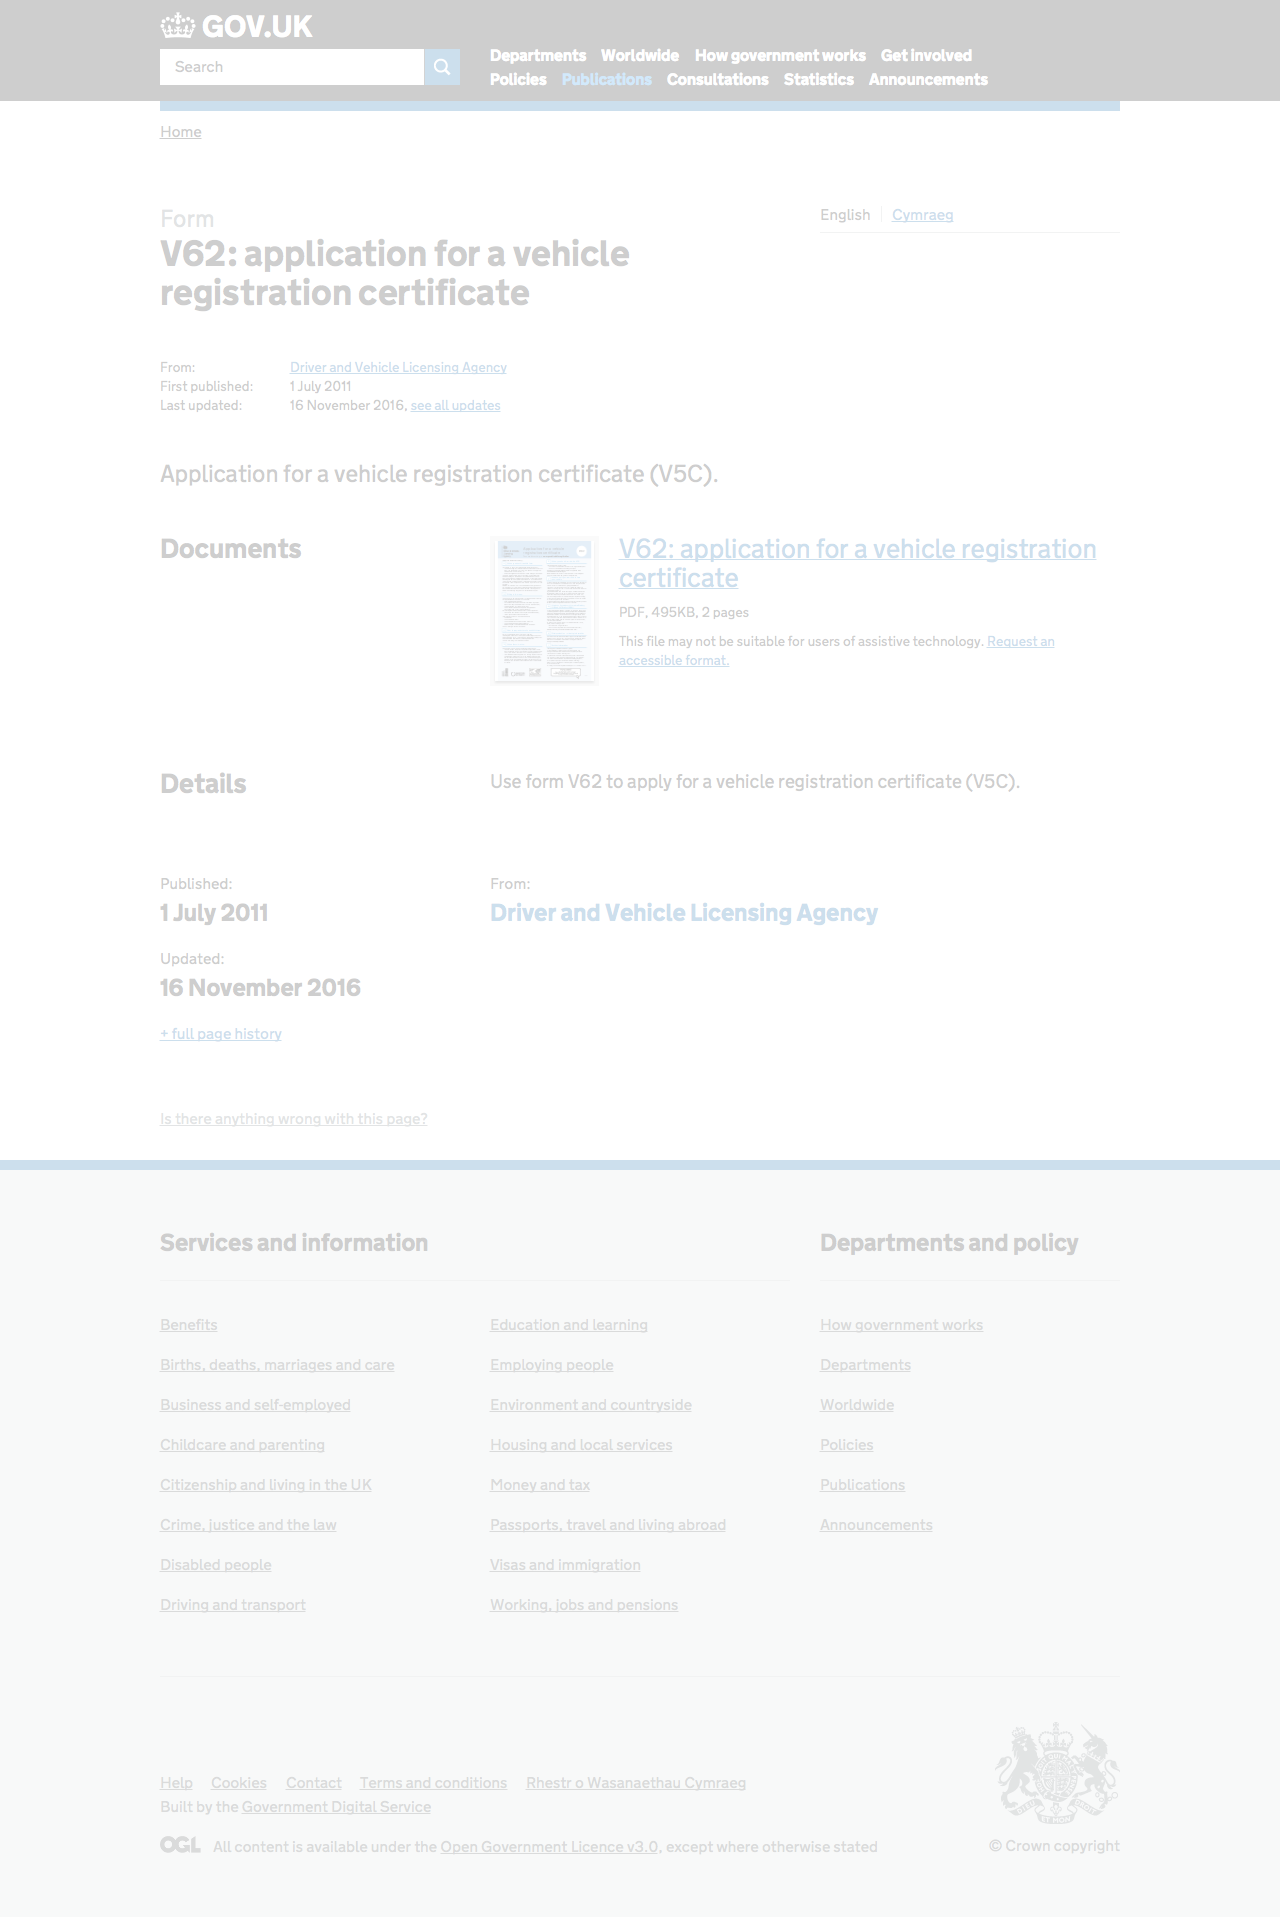 GOV.UK
Search
Departments Worldwide How government works Get involved
Policies Publications Consultations Statistics Announcements
Home
Form
V62: application for a vehicle
registration certificate
English Cymraeg
From: Driver and Vehicle Licensing Agency
First published: 1 July 2011
Last updated: 16 November 2016, see all updates
Application for a vehicle registration certificate (V5C).
Documents
V62: application for a vehicle registration
certificate
PDF, 495KB, 2 pages
This file may not be suitable for users of assistive technology. Request an
accessible format.
Details
Use form V62 to apply for a vehicle registration certificate (V5C).
Published:
1 July 2011
From:
Driver and Vehicle Licensing Agency
Updated:
16 November 2016
+ full page history
Is there anything wrong with this page?
Services and information
Benefits
Births, deaths, marriages and care
Business and self-employed
Childcare and parenting
Citizenship and living in the UK
Crime, justice and the law
Disabled people
Driving and transport
Education and learning
Employing people
Environment and countryside
Housing and local services
Money and tax
Passports, travel and living abroad
Visas and immigration
Working, jobs and pensions
Departments and policy
How government works
Departments
Worldwide
Policies
Publications
Announcements
Help Cookies Contact Terms and conditions Rhestr o Wasanaethau Cymraeg
Built by the Government Digital Service
OGL All content is available under the Open Government Licence v3.0, except where otherwise stated
© Crown copyright